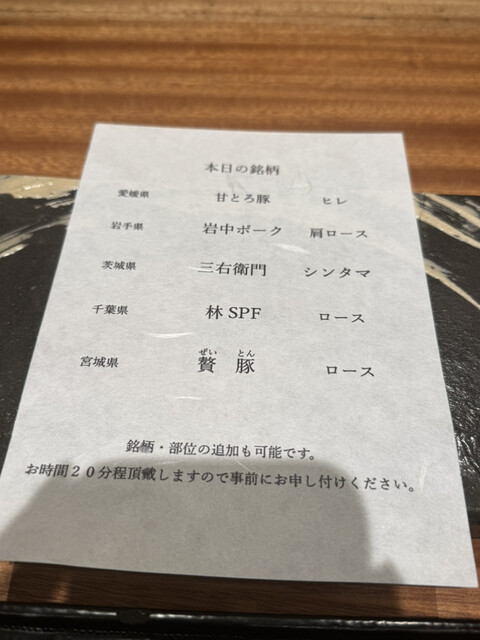 本日の銘柄
愛媛県 甘とろ豚 ヒレ
岩手県 岩中ポーク 肩ロース
茨城県 三右衛門 シンタマ
千葉県 林SPF ロース
ぜい とん
宮城県 贅豚 ロース
銘柄・部位の追加も可能です。
お時間20分程頂戴しますので事前にお申し付けください。